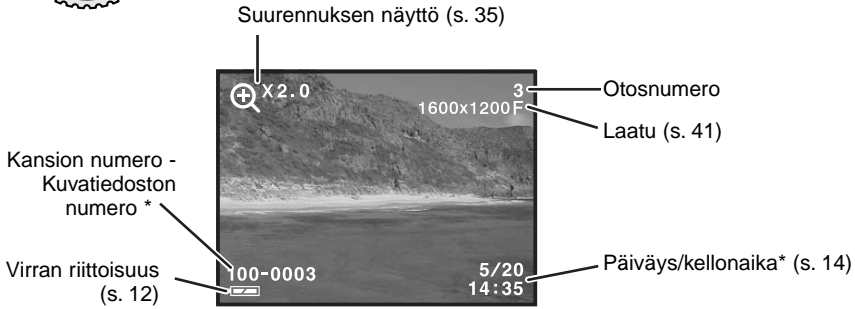 Suurennuksen näyttö (s. 35)
X2.0
3
Otosnumero
1600x1200 F
Laatu (s. 41)
Kansion numero -
Kuvatiedoston
numero *
Virran riittoisuus
(s. 12)
100-0003
5/20
14:35
Päiväys/kellonaika* (s. 14)